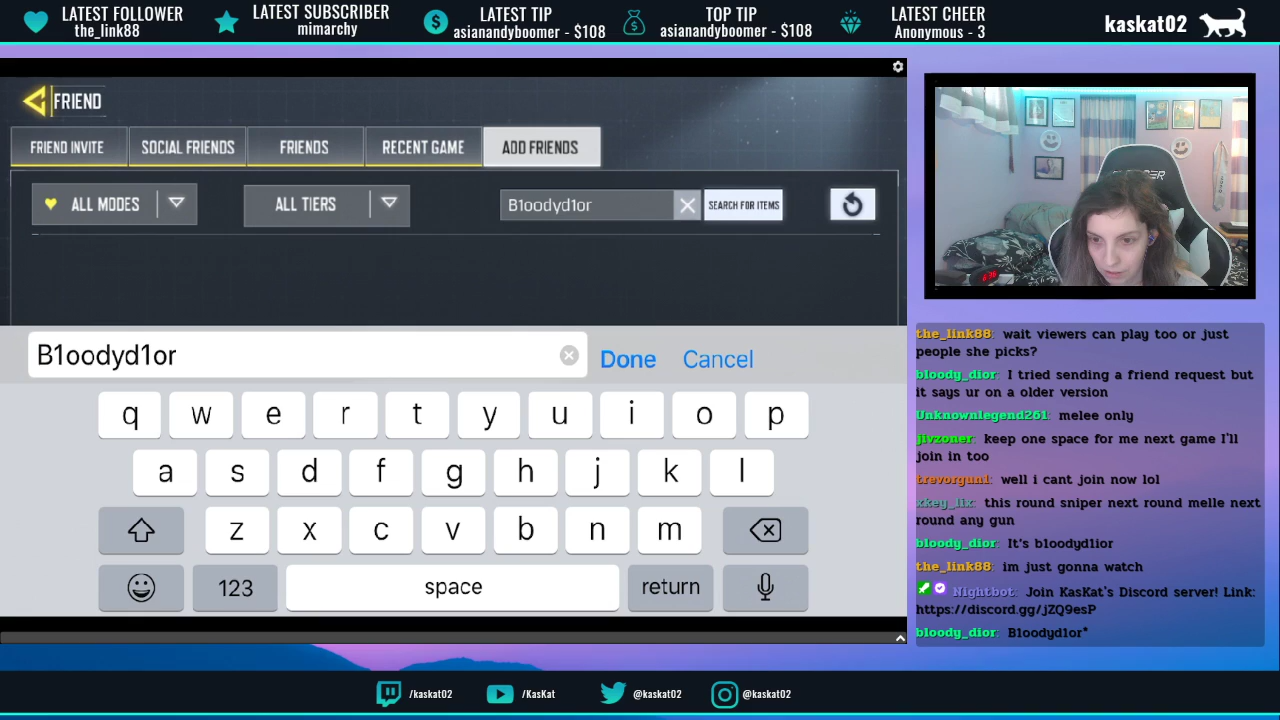 LATEST FOLLOWER
the_link88
LATEST SUBSCRIBER
mimarchy
LATEST TIP
asianandyboomer - $108
TOP TIP
asianandyboomer - $108
LATEST CHEER
Anonymous - 3
kaskat02
FRIEND
FRIEND INVITE
SOCIAL FRIENDS
FRIENDS
RECENT GAME
ADD FRIENDS
ALL MODES
ALL TIERS
B1oodyd1or
SEARCH FOR ITEMS
B1oodyd1or
Done
Cancel
q w e r t y u i o p
a s d f g h j k l
z x c v b n m
123
space
return
the_link88: wait viewers can play too or just
people she picks?
bloody_dior: I tried sending a friend request but
it says ur on a older version
Unknownlegend261: melee only
jivzoner: keep one space for me next game I'll
join in too
trevorgun1: well i cant join now lol
xkey_lix: this round sniper next round melle next
round any gun
bloody_dior: It's b1oodyd1ior
the_link88: im just gonna watch
Nightbot: Join KasKat's Discord server! Link:
https://discord.gg/jZQ9esP
bloody_dior: B1oodyd1or*
/kaskat02
/KasKat
@kaskat02
@kaskat02